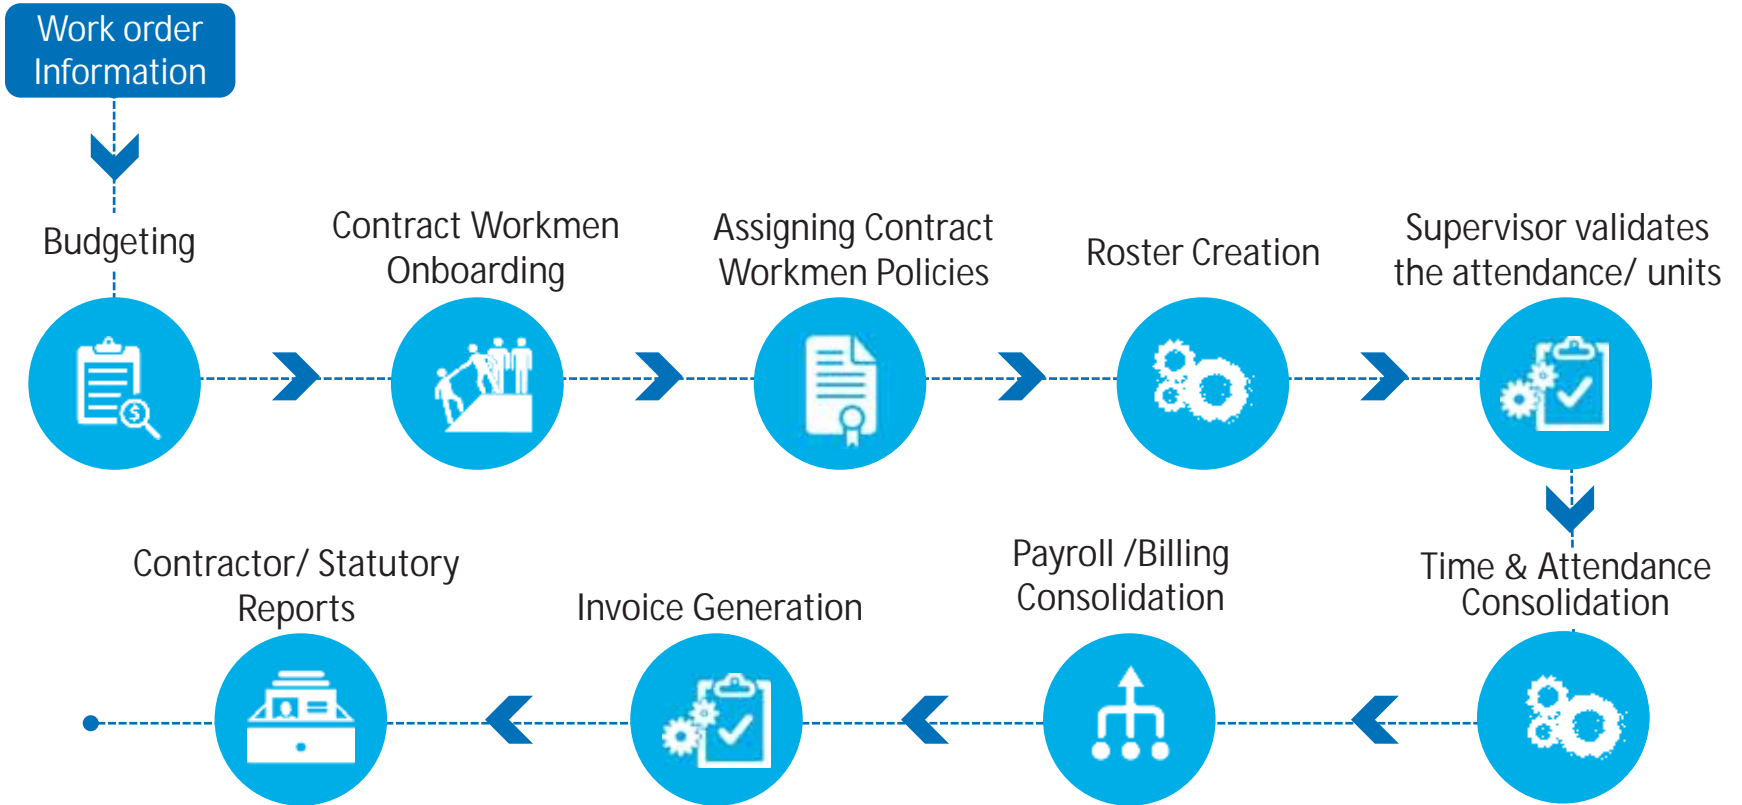 Work order
Information
Budgeting
Contract Workmen
Onboarding
Assigning Contract
Workmen Policies
Roster Creation
Supervisor validates
the attendance/ units
Time & Attendance
Consolidation
Payroll /Billing
Consolidation
Invoice Generation
Contractor/ Statutory
Reports
$